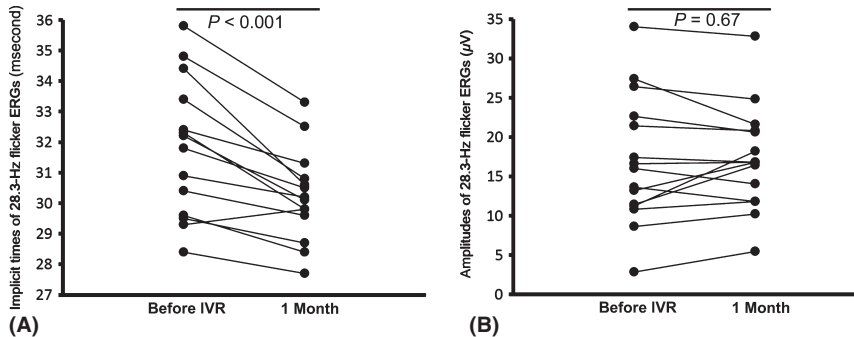 P < 0.001
Implicit times of 28.3-Hz flicker ERGs (msecond)
36
35
34
33
32
31
30
29
28
27
Before IVR 1 Month
(A)
P = 0.67
Amplitudes of 28.3-Hz flicker ERGs (µV)
35
30
25
20
15
10
5
0
Before IVR 1 Month
(B)